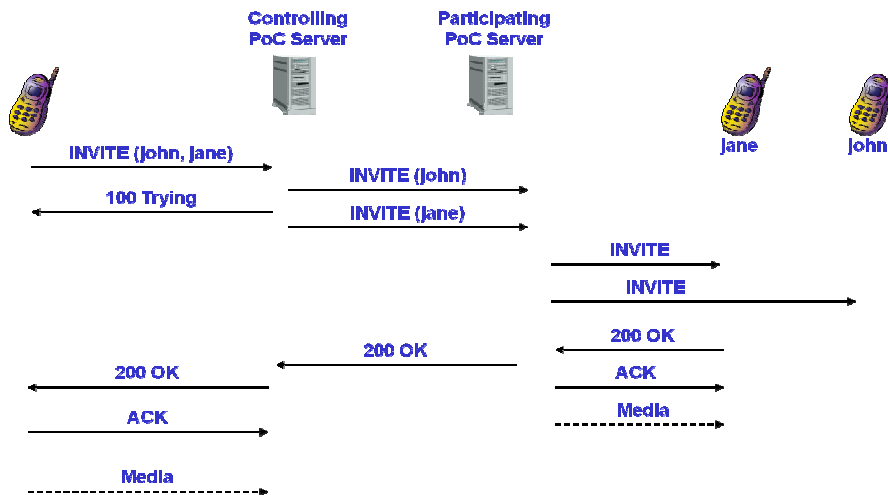 Controlling
PoC Server
Participating
PoC Server
jane
john
INVITE (john, jane)
INVITE (john)
100 Trying
INVITE (jane)
INVITE
INVITE
200 OK
200 OK
200 OK
ACK
ACK
Media
Media